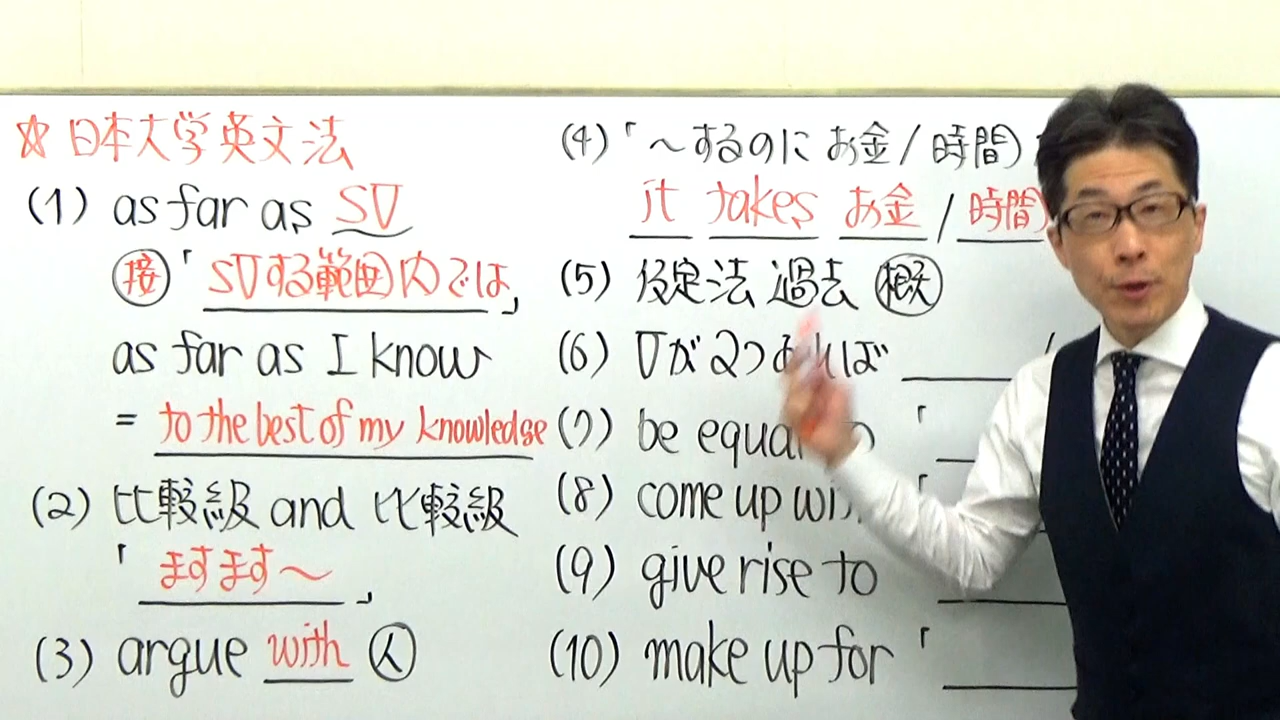 ☆ 日本大学英文法
(1) as far as SV
接「SVする範囲内では」
as far as I know
= to the best of my knowledge
(2) 比較級 and 比較級
「ますます〜」
(3) argue with 人
(4)「〜するのにお金/時間
it takes お金/時間
(5) 仮定法過去 概念
(6) Vが2つあれば
(7) be equal to 「
(8) come up with 「
(9) give rise to
(10) make up for 「